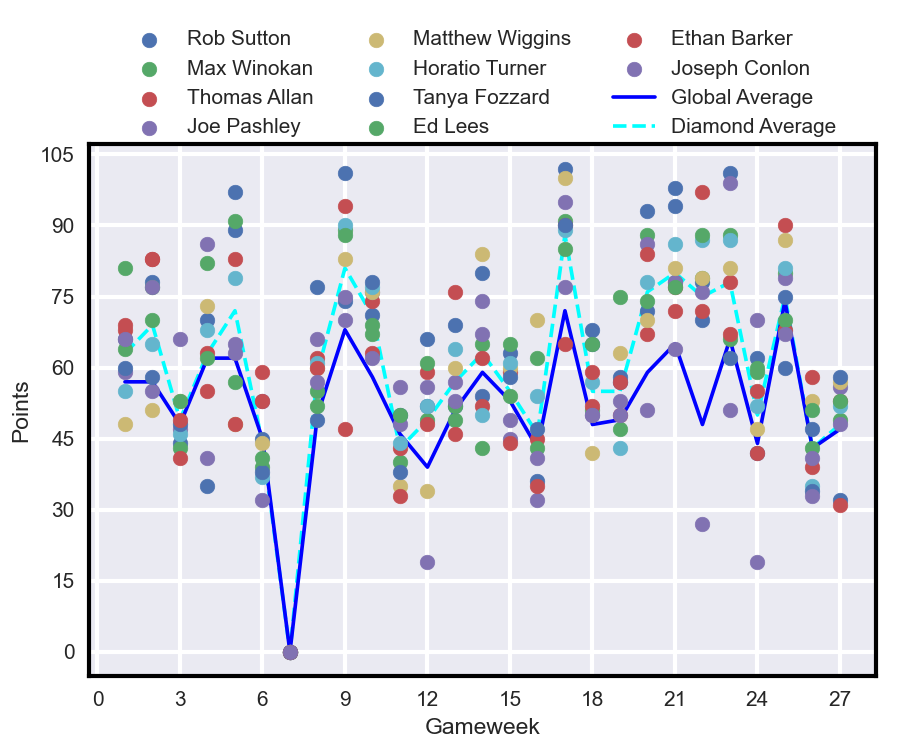 Rob Sutton
Max Winokan
Thomas Allan
Joe Pashley
Matthew Wiggins
Horatio Turner
Tanya Fozzard
Ed Lees
Ethan Barker
Joseph Conlon
Global Average
Diamond Average
105
90
75
60
45
30
15
0
Points
0 3 6 9 12 15 18 21 24 27
Gameweek